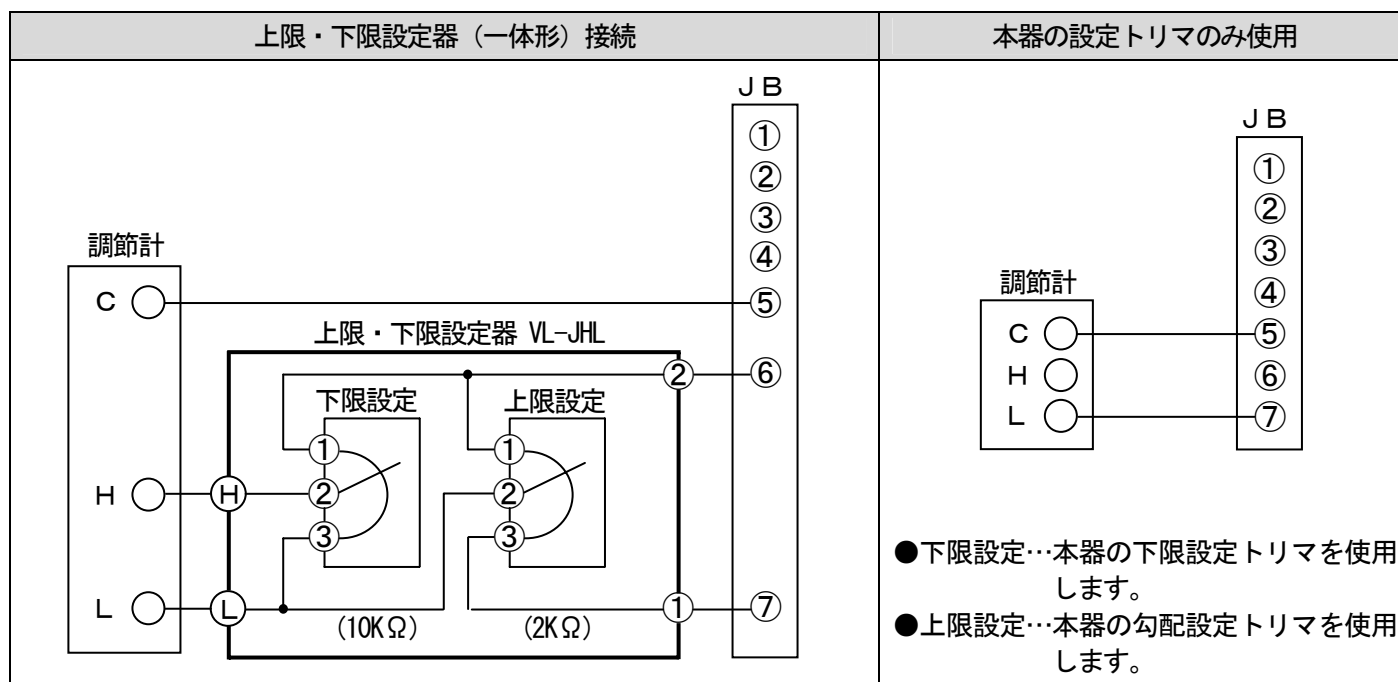 上限・下限設定器（一体形）接続
ＪＢ
①
②
③
④
調節計
Ｃ
⑤
上限・下限設定器 VL-JHL
②
⑥
下限設定
上限設定
①
①
Ｈ
Ⓗ
②
②
③
③
Ｌ
Ⓛ
(10KΩ)
(2KΩ)
①
⑦
本器の設定トリマのみ使用
ＪＢ
①
②
③
④
調節計
Ｃ
⑤
Ｈ
⑥
Ｌ
⑦
●下限設定…本器の下限設定トリマを使用
します。
●上限設定…本器の勾配設定トリマを使用
します。